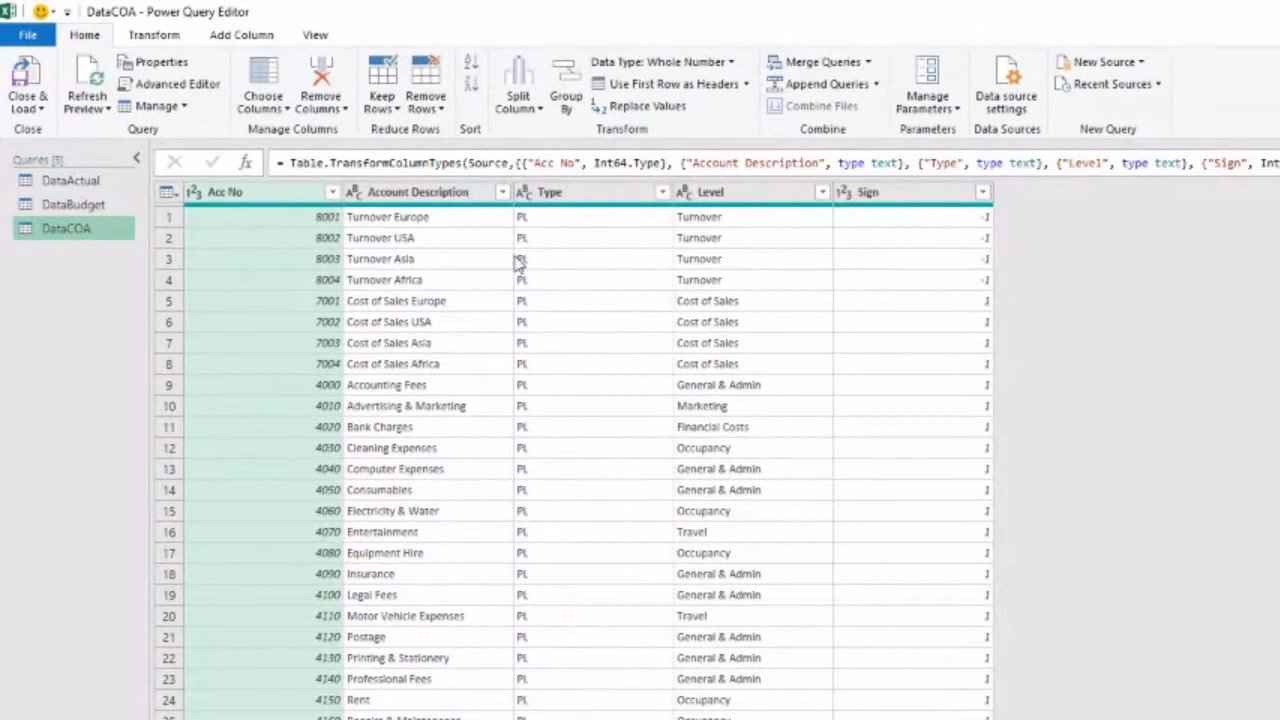 DataCOA - Power Query Editor
File Home Transform Add Column View
Close & Load Refresh Preview Properties Advanced Editor Manage Choose Columns Remove Columns Keep Rows Remove Rows Split Column Group By Data Type: Whole Number Use First Row as Headers Replace Values Merge Queries Append Queries Combine Files Manage Parameters Data source settings New Source Recent Sources
Close Query Manage Columns Reduce Rows Sort Transform Combine Parameters Data Sources New Query
Queries [3]
DataActual
DataBudget
DataCOA
fx = Table.TransformColumnTypes(Source,{{"Acc No", Int64.Type}, {"Account Description", type text}, {"Type", type text}, {"Level", type text}, {"Sign", Int
Acc No Account Description Type Level Sign
1 8001 Turnover Europe PL Turnover -1
2 8002 Turnover USA PL Turnover -1
3 8003 Turnover Asia PL Turnover -1
4 8004 Turnover Africa PL Turnover -1
5 7001 Cost of Sales Europe PL Cost of Sales 1
6 7002 Cost of Sales USA PL Cost of Sales 1
7 7003 Cost of Sales Asia PL Cost of Sales 1
8 7004 Cost of Sales Africa PL Cost of Sales 1
9 4000 Accounting Fees PL General & Admin 1
10 4010 Advertising & Marketing PL Marketing 1
11 4020 Bank Charges PL Financial Costs 1
12 4030 Cleaning Expenses PL Occupancy 1
13 4040 Computer Expenses PL General & Admin 1
14 4050 Consumables PL General & Admin 1
15 4060 Electricity & Water PL Occupancy 1
16 4070 Entertainment PL Travel 1
17 4080 Equipment Hire PL Occupancy 1
18 4090 Insurance PL General & Admin 1
19 4100 Legal Fees PL General & Admin 1
20 4110 Motor Vehicle Expenses PL Travel 1
21 4120 Postage PL General & Admin 1
22 4130 Printing & Stationery PL General & Admin 1
23 4140 Professional Fees PL General & Admin 1
24 4150 Rent PL Occupancy 1